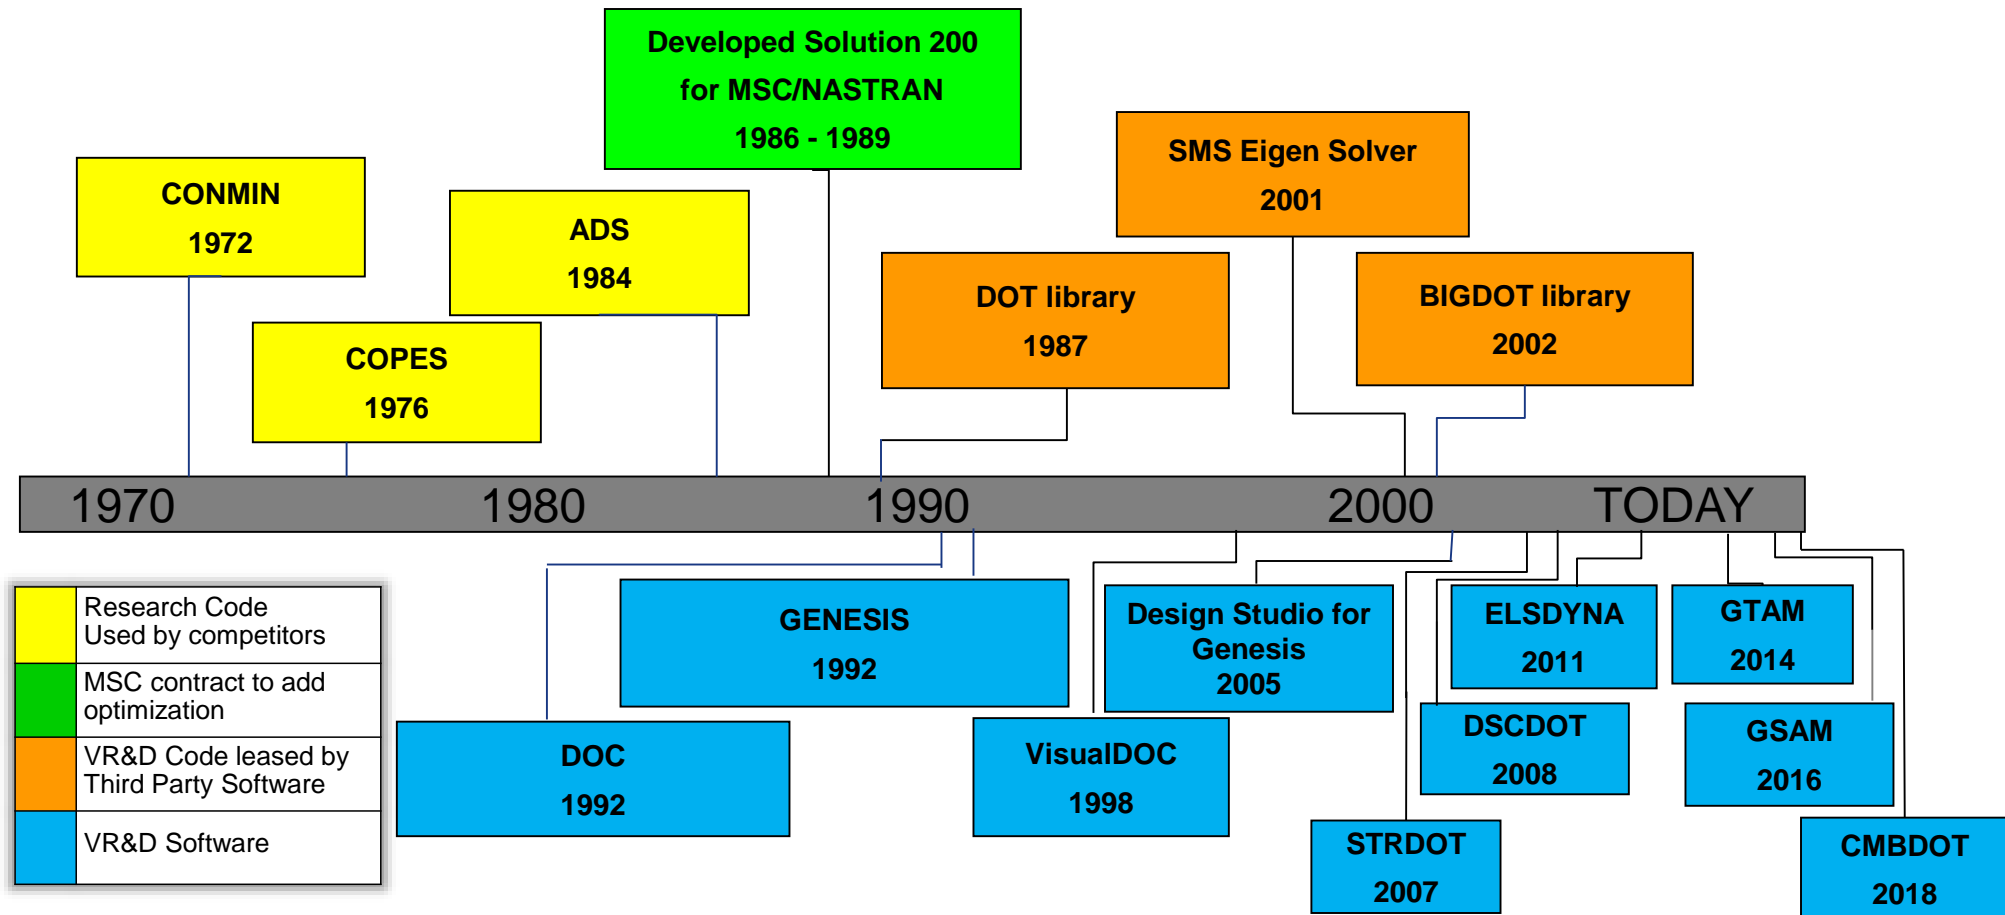 Developed Solution 200
for MSC/NASTRAN
1986 - 1989
SMS Eigen Solver
2001
CONMIN
1972
ADS
1984
DOT library
1987
BIGDOT library
2002
COPES
1976
1970
1980
1990
2000
TODAY
Research Code
Used by competitors
MSC contract to add
optimization
VR&D Code leased by
Third Party Software
VR&D Software
GENESIS
1992
Design Studio for
Genesis
2005
ELSDYNA
2011
GTAM
2014
DOC
1992
VisualDOC
1998
DSCDOT
2008
GSAM
2016
STRDOT
2007
CMBDOT
2018